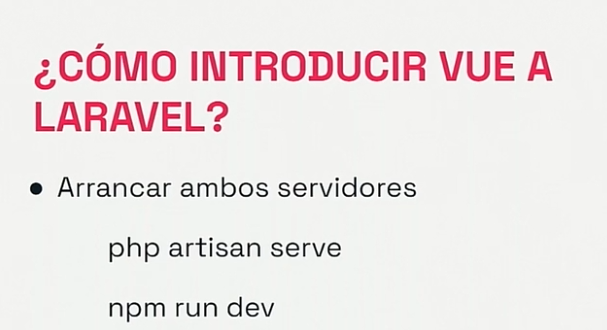 ¿CÓMO INTRODUCIR VUE A
LARAVEL?
• Arrancar ambos servidores
php artisan serve
npm run dev